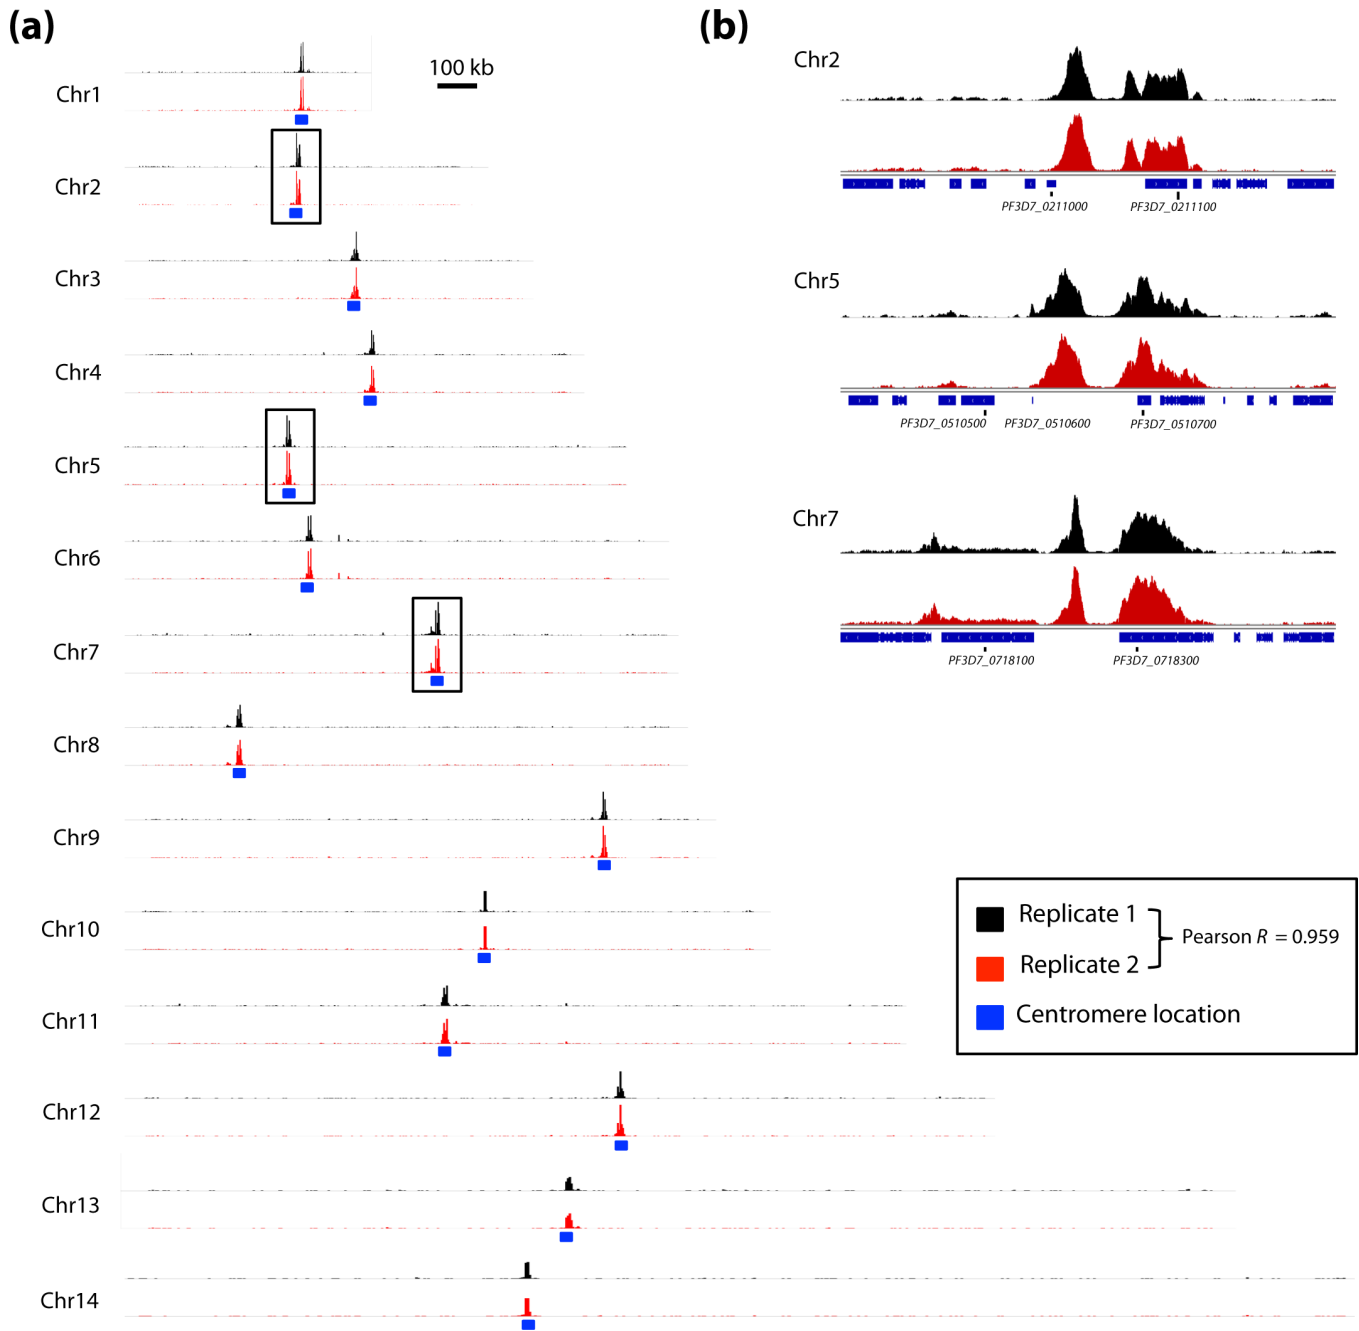 (a)
100 kb
Chr1
Chr2
Chr3
Chr4
Chr5
Chr6
Chr7
Chr8
Chr9
Chr10
Chr11
Chr12
Chr13
Chr14
(b)
Chr2
PF3D7_0211000 PF3D7_0211100
Chr5
PF3D7_0510500 PF3D7_0510600 PF3D7_0510700
Chr7
PF3D7_0718100 PF3D7_0718300
Replicate 1
Pearson R = 0.959
Replicate 2
Centromere location